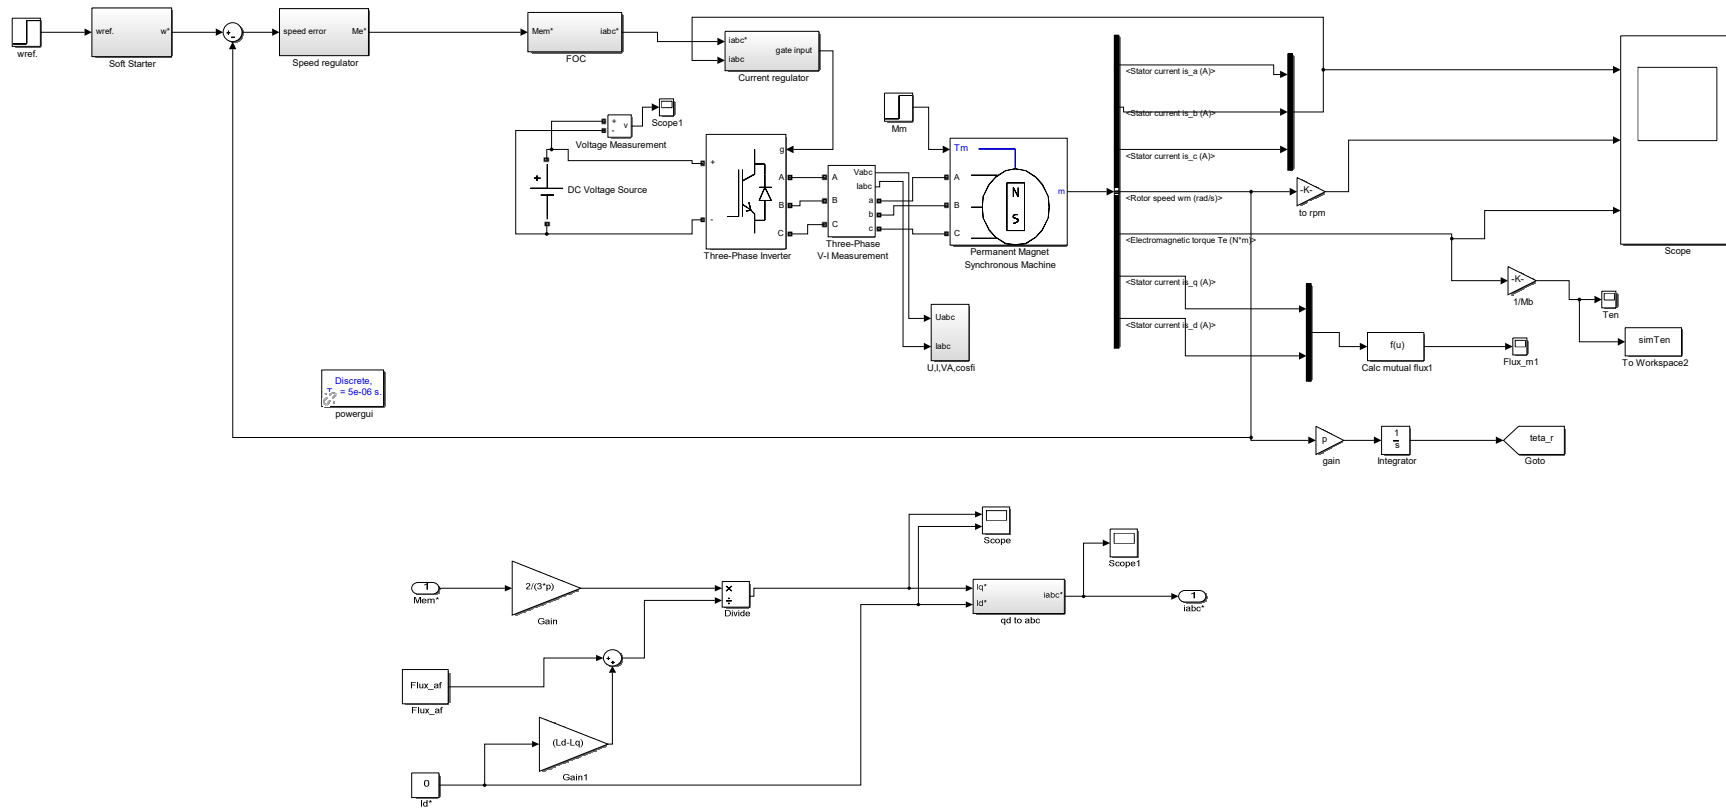 wref.
wref.
w*
Soft Starter
+
-
speed error
Me*
Speed regulator
Mem*
iabc*
FOC
iabc*
iabc
gate input
Current regulator
+
-
v
Voltage Measurement
Scope1
+
DC Voltage Source
g
+
-
A
B
C
Three-Phase Inverter
A
B
C
Vabc
Iabc
a
b
c
Three-Phase
V-I Measurement
Mm
Tm
A
B
C
m
N
S
Permanent Magnet
Synchronous Machine
<Stator current is_a (A)>
<Stator current is_b (A)>
<Stator current is_c (A)>
<Rotor speed wm (rad/s)>
<Electromagnetic torque Te (N*m)>
<Stator current is_q (A)>
<Stator current is_d (A)>
-K-
to rpm
Scope
-K-
1/Mb
Ten
simTen
To Workspace2
f(u)
Calc mutual flux1
Flux_m1
Uabc
Iabc
U,I,VA,cosfi
Discrete,
= 5e-06 s.
powergui
p
gain
1
s
Integrator
teta_r
Goto
1
Mem*
2/(3*p)
Gain
×
÷
Divide
Scope
Iq*
Id*
iabc*
qd to abc
Scope1
1
iabc*
+
+
Flux_af
Flux_af
(Ld-Lq)
Gain1
0
Id*